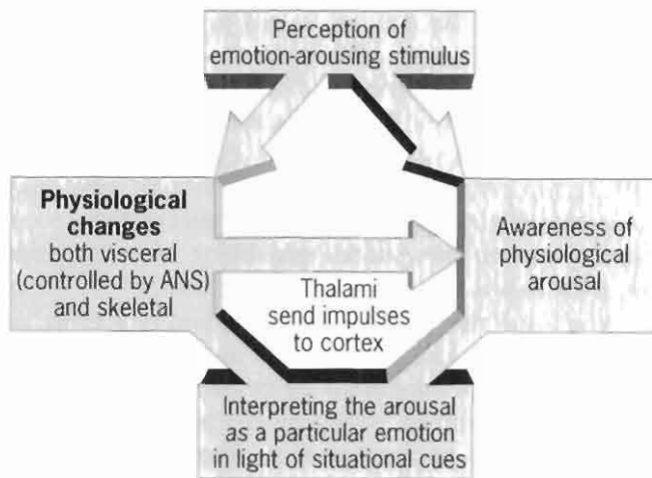 Perception of
emotion-arousing stimulus
Physiological
changes
both visceral
(controlled by ANS)
and skeletal
Awareness of
physiological
arousal
Thalami
send impulses
to cortex
Interpreting the arousal
as a particular emotion
in light of situational cues